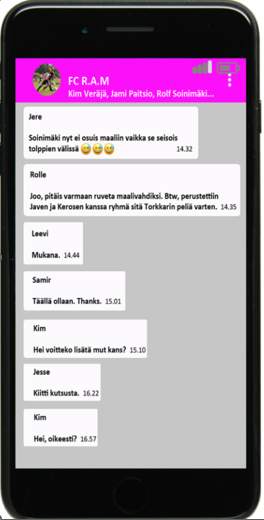 FC R.A.M
Kim Veräjä, Jami Paitsio, Rolf Soinimäki...
Jere
Soinimäki nyt ei osuis maaliin vaikka se seisois
tolppien välissä 😅😅😅 14.32
Rolle
Joo, pitäis varmaan ruveta maalivahdiksi. Btw, perustettiin
Javen ja Kerosen kanssa ryhmä sitä Torkkarin peliä varten. 14.35
Leevi
Mukana. 14.44
Samir
Täällä ollaan. Thanks. 15.01
Kim
Hei voitteko lisätä mut kans? 15.10
Jesse
Kiitti kutsusta. 16.22
Kim
Hei, oikeesti? 16.57